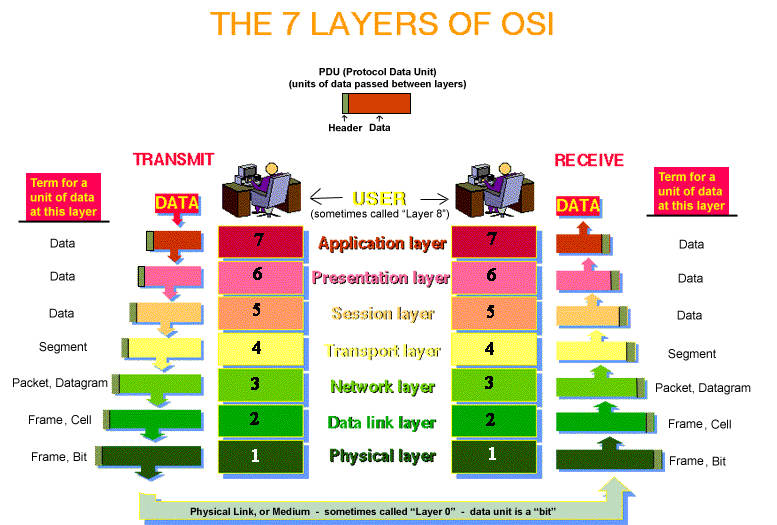 THE 7 LAYERS OF OSI
PDU (Protocol Data Unit)
(units of data passed between layers)
Header Data
TRANSMIT
RECEIVE
Term for a
unit of data
at this layer
DATA
USER
(sometimes called “Layer 8”)
DATA
Term for a
unit of data
at this layer
Data 7 Application layer 7 Data
Data 6 Presentation layer 6 Data
Data 5 Session layer 5 Data
Segment 4 Transport layer 4 Segment
Packet, Datagram 3 Network layer 3 Packet, Datagram
Frame, Cell 2 Data link layer 2 Frame, Cell
Frame, Bit 1 Physical layer 1 Frame, Bit
Physical Link, or Medium - sometimes called “Layer 0” - data unit is a “bit”